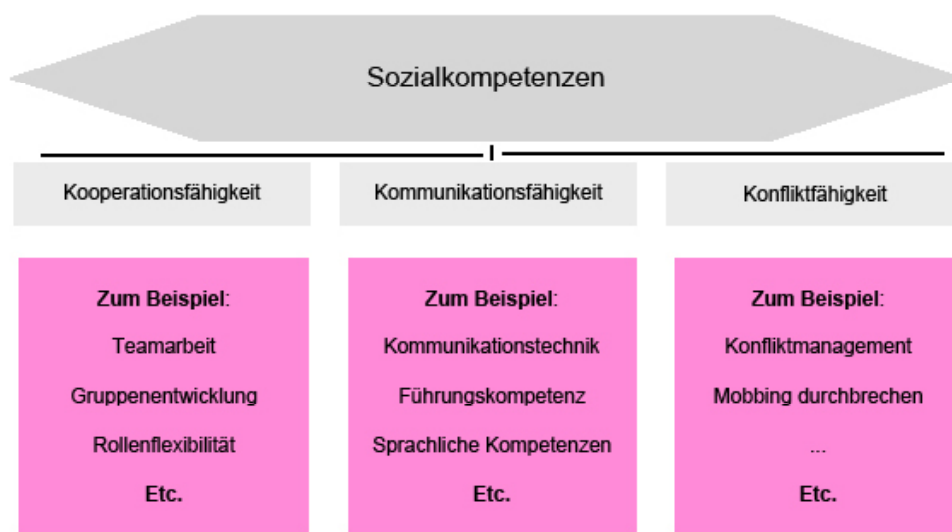 Sozialkompetenzen
Kooperationsfähigkeit
Kommunikationsfähigkeit
Konfliktfähigkeit
Zum Beispiel:
Teamarbeit
Gruppenentwicklung
Rollenflexibilität
Etc.
Zum Beispiel:
Kommunikationstechnik
Führungskompetenz
Sprachliche Kompetenzen
Etc.
Zum Beispiel:
Konfliktmanagement
Mobbing durchbrechen
...
Etc.